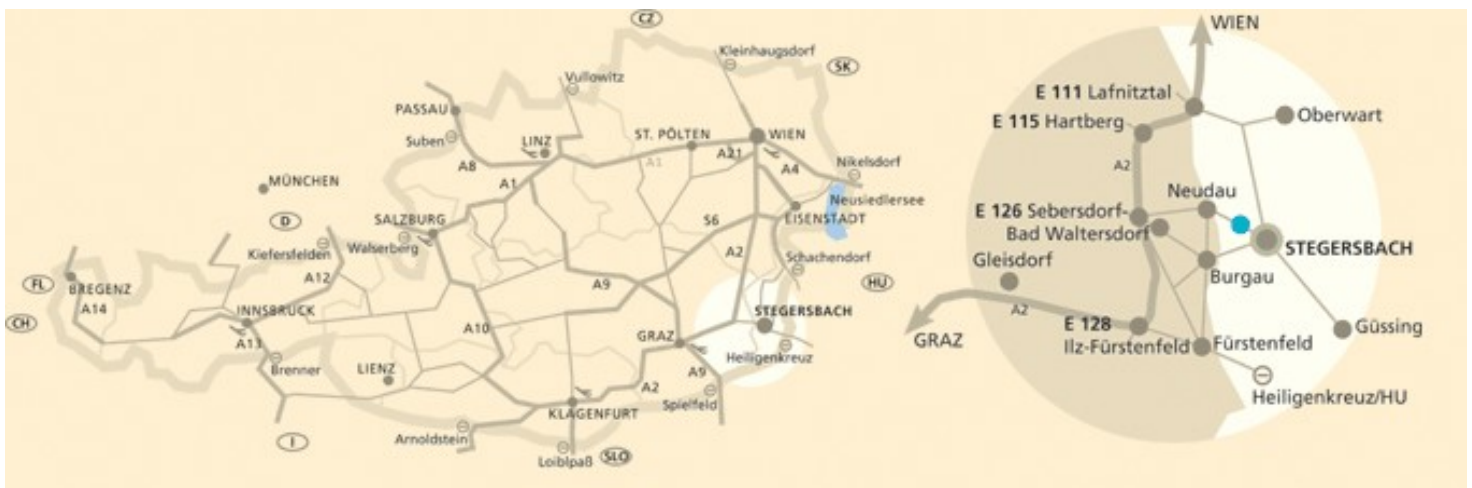 CZ
Kleinhaugsdorf
SK
Vullowitz
PASSAU
Suben
LINZ
ST. PÖLTEN
WIEN
A1
A21
A8
A1
A4
Nikelsdorf
MÜNCHEN
Neusiedlersee
EISENSTADT
D
SALZBURG
S6
Walserberg
Kiefersfelden
A2
Schachendorf
FL
BREGENZ
A14
A12
A9
HU
CH
INNSBRUCK
A13
A10
GRAZ
STEGERSBACH
Brenner
LIENZ
A9
Heiligenkreuz
A2
Spielfeld
KLAGENFURT
I
Arnoldstein
Loiblpaß
SLO
WIEN
E 111 Lafnitztal
Oberwart
E 115 Hartberg
A2
Neudau
E 126 Sebersdorf-
Bad Waltersdorf
STEGERSBACH
Gleisdorf
Burgau
A2
E 128
Ilz-Fürstenfeld
Fürstenfeld
Güssing
GRAZ
Heiligenkreuz/HU